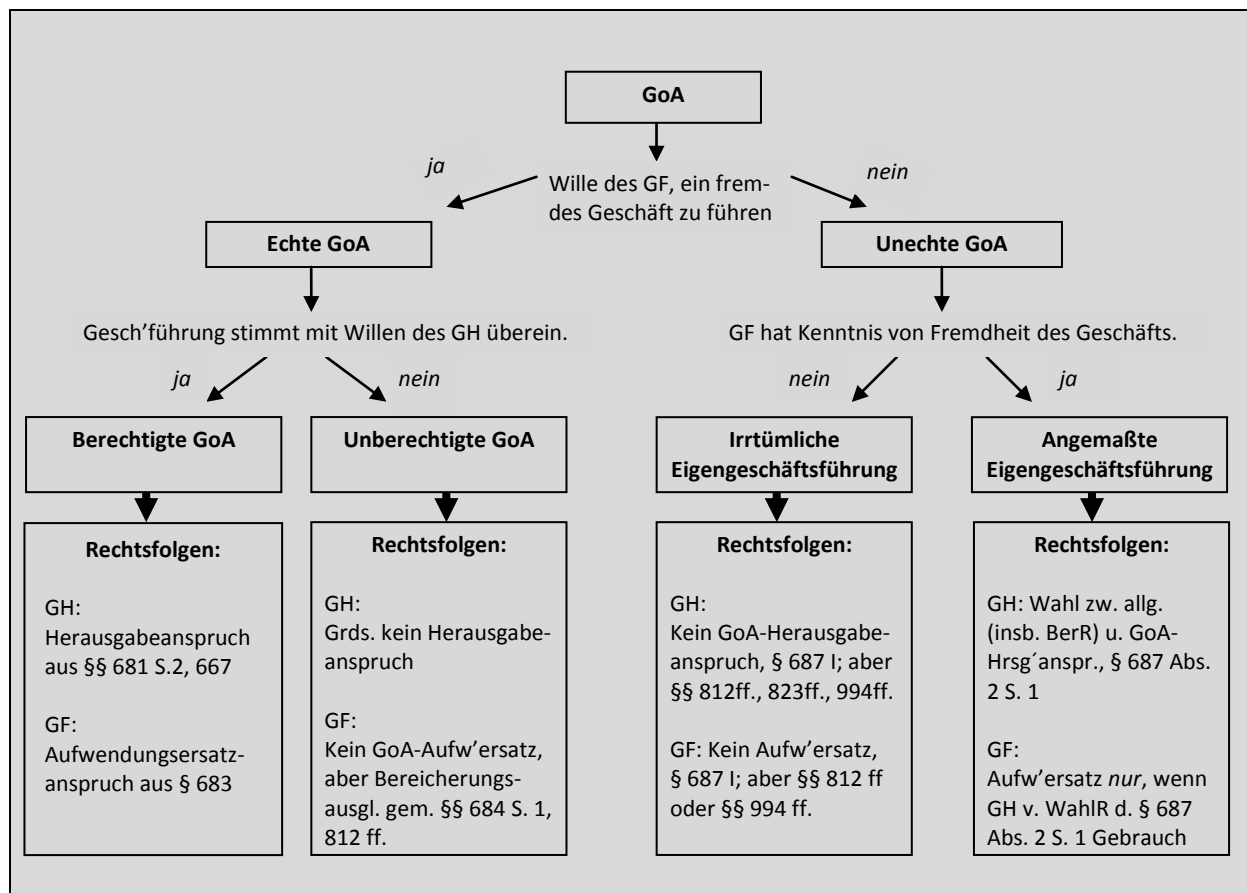 GoA
ja
nein
Wille des GF, ein frem-
des Geschäft zu führen
Echte GoA
Unechte GoA
Gesch’führung stimmt mit Willen des GH überein.
GF hat Kenntnis von Fremdheit des Geschäfts.
ja
nein
nein
ja
Berechtigte GoA
Unberechtigte GoA
Irrtümliche
Eigengeschäftsführung
Angemaßte
Eigengeschäftsführung
Rechtsfolgen:
GH:
Herausgabeanspruch
aus §§ 681 S.2, 667
GF:
Aufwendungsersatz-
anspruch aus § 683
Rechtsfolgen:
GH:
Grds. kein Herausgabe-
anspruch
GF:
Kein GoA-Aufw’ersatz,
aber Bereicherungs-
ausgl. gem. §§ 684 S. 1,
812 ff.
Rechtsfolgen:
GH:
Kein GoA-Herausgabe-
anspruch, § 687 I; aber
§§ 812ff., 823ff., 994ff.
GF: Kein Aufw’ersatz,
§ 687 I; aber §§ 812 ff
oder §§ 994 ff.
Rechtsfolgen:
GH: Wahl zw. allg.
(insb. BerR) u. GoA-
Hrsg´anspr., § 687 Abs.
2 S. 1
GF:
Aufw’ersatz nur, wenn
GH v. WahlR d. § 687
Abs. 2 S. 1 Gebrauch